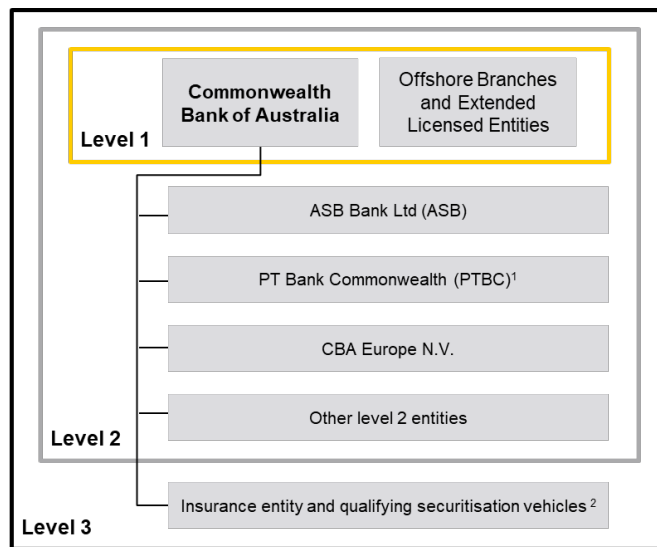 Commonwealth
Bank of Australia
Offshore Branches
and Extended
Licensed Entities
Level 1
ASB Bank Ltd (ASB)
PT Bank Commonwealth (PTBC)¹
CBA Europe N.V.
Other level 2 entities
Level 2
Insurance entity and qualifying securitisation vehicles ²
Level 3